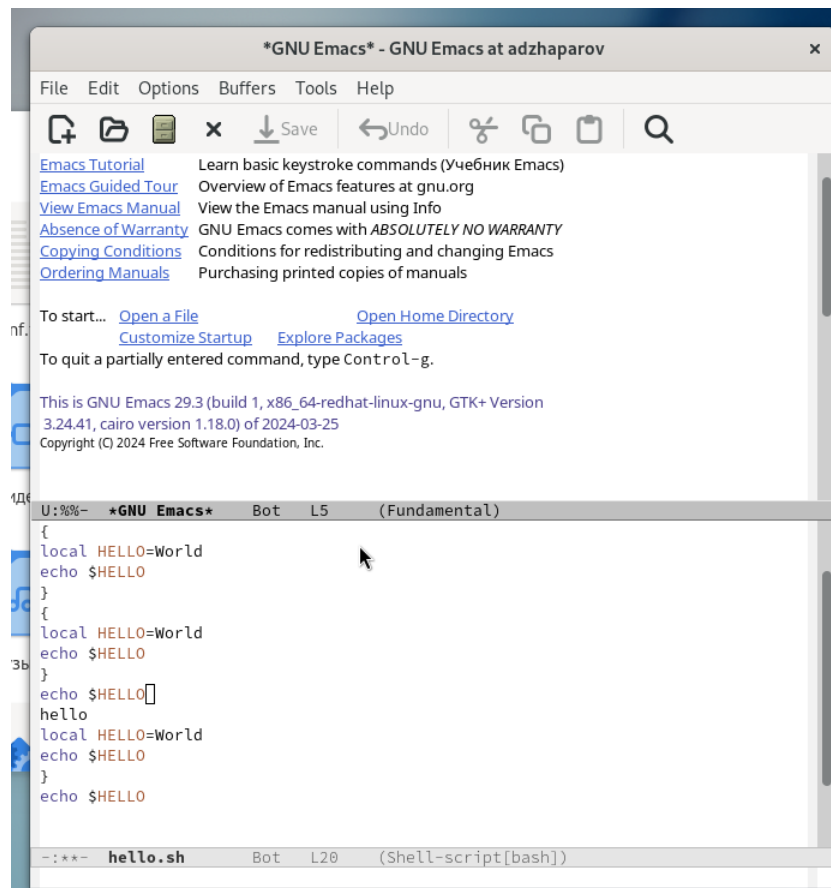 *GNU Emacs* - GNU Emacs at adzhaparov ×
File Edit Options Buffers Tools Help
Save Undo
Emacs Tutorial Learn basic keystroke commands (Учебник Emacs)
Emacs Guided Tour Overview of Emacs features at gnu.org
View Emacs Manual View the Emacs manual using Info
Absence of Warranty GNU Emacs comes with ABSOLUTELY NO WARRANTY
Copying Conditions Conditions for redistributing and changing Emacs
Ordering Manuals Purchasing printed copies of manuals
To start... Open a File Open Home Directory
Customize Startup Explore Packages
To quit a partially entered command, type Control-g.
This is GNU Emacs 29.3 (build 1, x86_64-redhat-linux-gnu, GTK+ Version
3.24.41, cairo version 1.18.0) of 2024-03-25
Copyright (C) 2024 Free Software Foundation, Inc.
U:%%- *GNU Emacs* Bot L5 (Fundamental)
{
local HELLO=World
echo $HELLO
}
{
local HELLO=World
echo $HELLO
}
echo $HELLO
hello
local HELLO=World
echo $HELLO
}
echo $HELLO
-:**- hello.sh Bot L20 (Shell-script[bash])